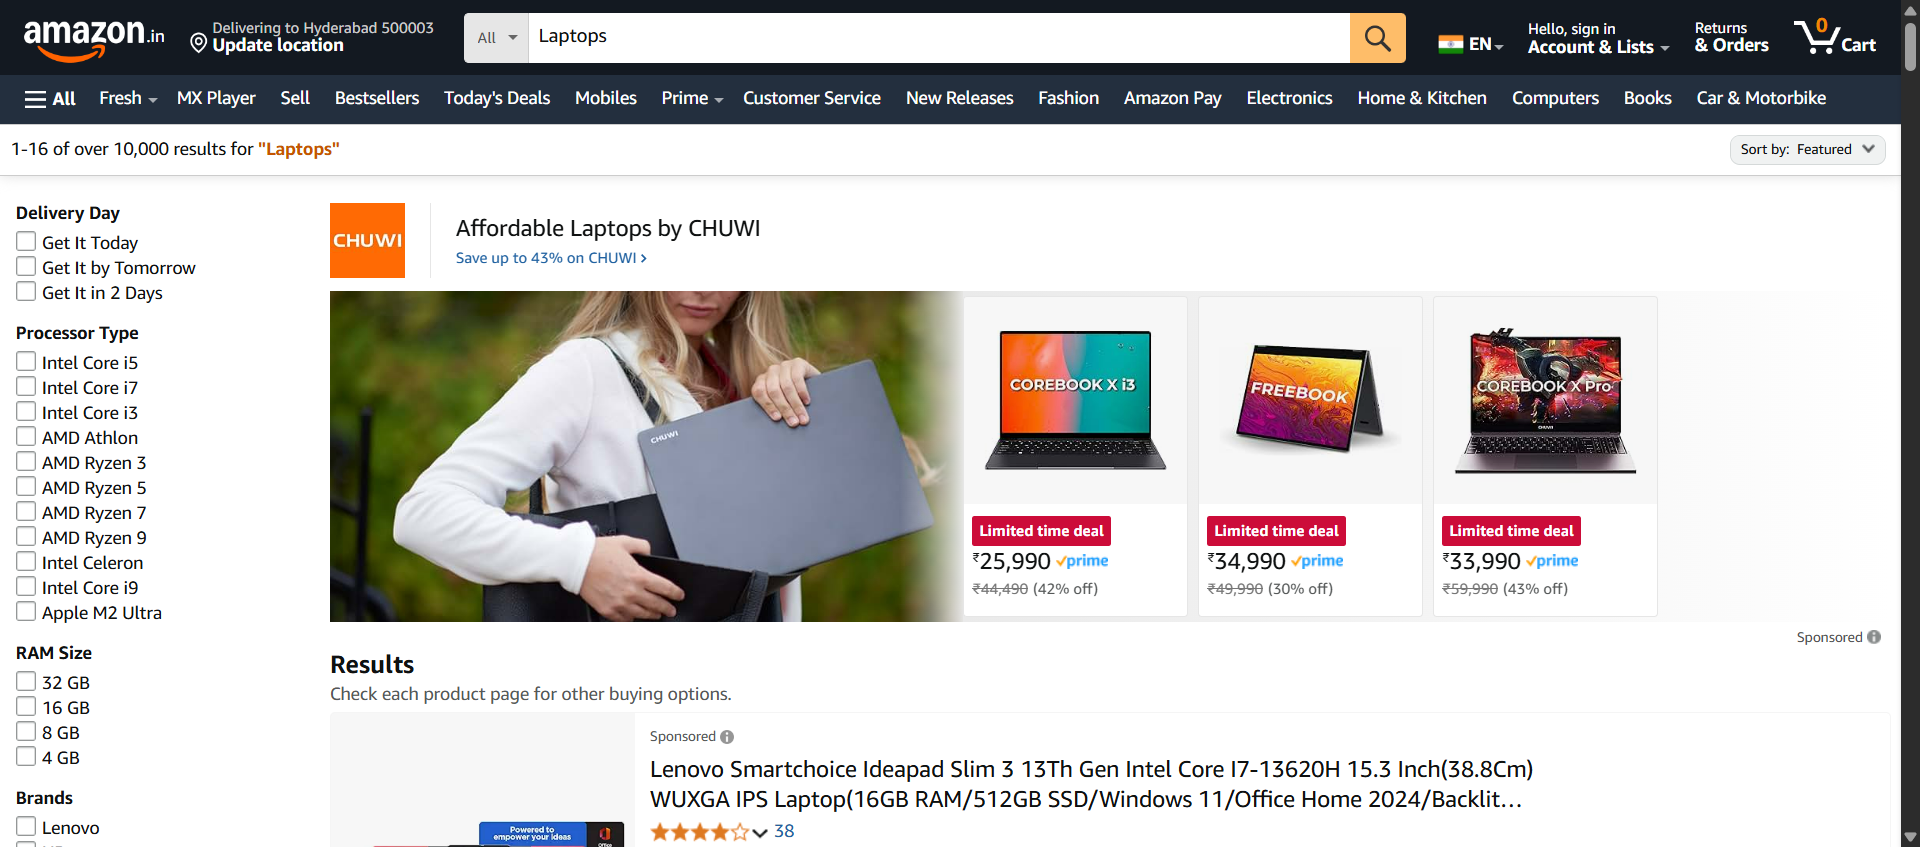 amazon.in
Delivering to Hyderabad 500003
Update location
All
Laptops
EN
Hello, sign in
Account & Lists
Returns
& Orders
0
Cart
All
Fresh
MX Player
Sell
Bestsellers
Today's Deals
Mobiles
Prime
Customer Service
New Releases
Fashion
Amazon Pay
Electronics
Home & Kitchen
Computers
Books
Car & Motorbike
1-16 of over 10,000 results for "Laptops"
Sort by: Featured
Delivery Day
Get It Today
Get It by Tomorrow
Get It in 2 Days
Processor Type
Intel Core i5
Intel Core i7
Intel Core i3
AMD Athlon
AMD Ryzen 3
AMD Ryzen 5
AMD Ryzen 7
AMD Ryzen 9
Intel Celeron
Intel Core i9
Apple M2 Ultra
RAM Size
32 GB
16 GB
8 GB
4 GB
Brands
Lenovo
CHUWI
Affordable Laptops by CHUWI
Save up to 43% on CHUWI ›
CHUWI
COREBOOK X i3
Limited time deal
₹25,990 prime
₹44,490 (42% off)
FREEBOOK
Limited time deal
₹34,990 prime
₹49,990 (30% off)
COREBOOK X Pro
CHUWI
Limited time deal
₹33,990 prime
₹59,990 (43% off)
Sponsored
Results
Check each product page for other buying options.
Powered to
empower your ideas
Office
Sponsored
Lenovo Smartchoice Ideapad Slim 3 13Th Gen Intel Core I7-13620H 15.3 Inch(38.8Cm)
WUXGA IPS Laptop(16GB RAM/512GB SSD/Windows 11/Office Home 2024/Backlit…
38